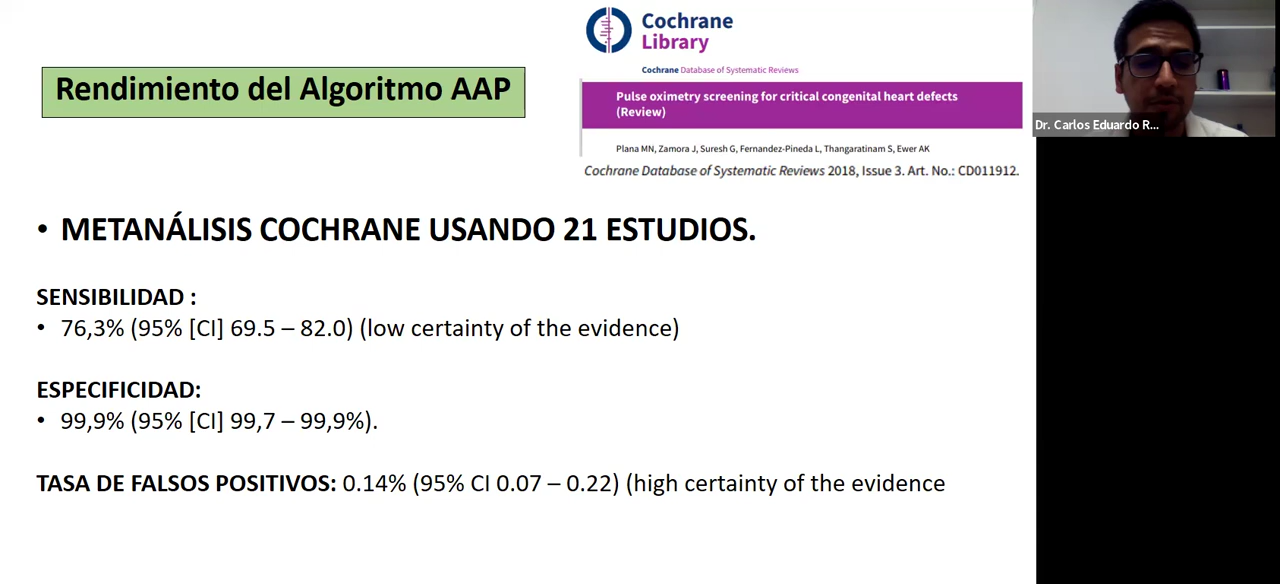 Rendimiento del Algoritmo AAP
Cochrane
Library
Cochrane Database of Systematic Reviews
Pulse oximetry screening for critical congenital heart defects
(Review)
Plana MN, Zamora J, Suresh G, Fernandez-Pineda L, Thangaratinam S, Ewer AK
Cochrane Database of Systematic Reviews 2018, Issue 3. Art. No.: CD011912.
Dr. Carlos Eduardo R...
• METANÁLISIS COCHRANE USANDO 21 ESTUDIOS.
SENSIBILIDAD :
• 76,3% (95% [CI] 69.5 – 82.0) (low certainty of the evidence)
ESPECIFICIDAD:
• 99,9% (95% [CI] 99,7 – 99,9%).
TASA DE FALSOS POSITIVOS: 0.14% (95% CI 0.07 – 0.22) (high certainty of the evidence